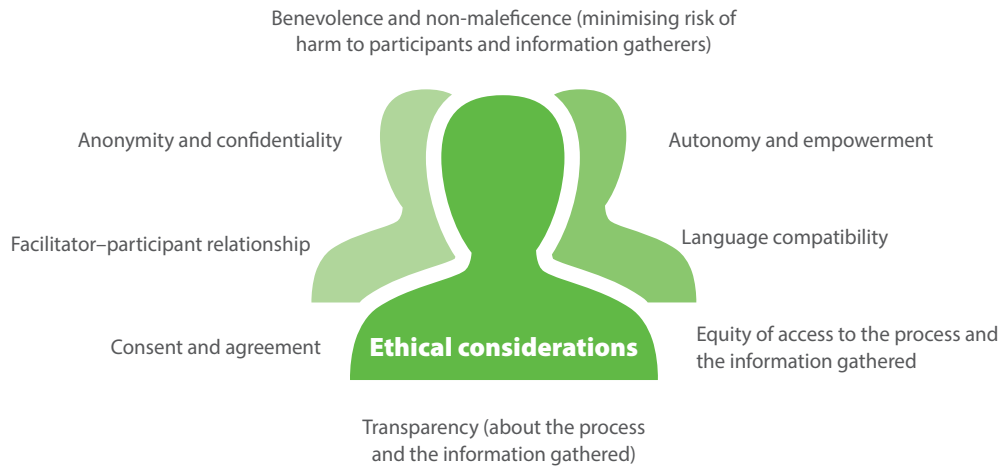 Benevolence and non-maleficence (minimising risk of
harm to participants and information gatherers)
Anonymity and confidentiality
Autonomy and empowerment
Facilitator–participant relationship
Language compatibility
Consent and agreement
Ethical considerations
Equity of access to the process and
the information gathered
Transparency (about the process
and the information gathered)